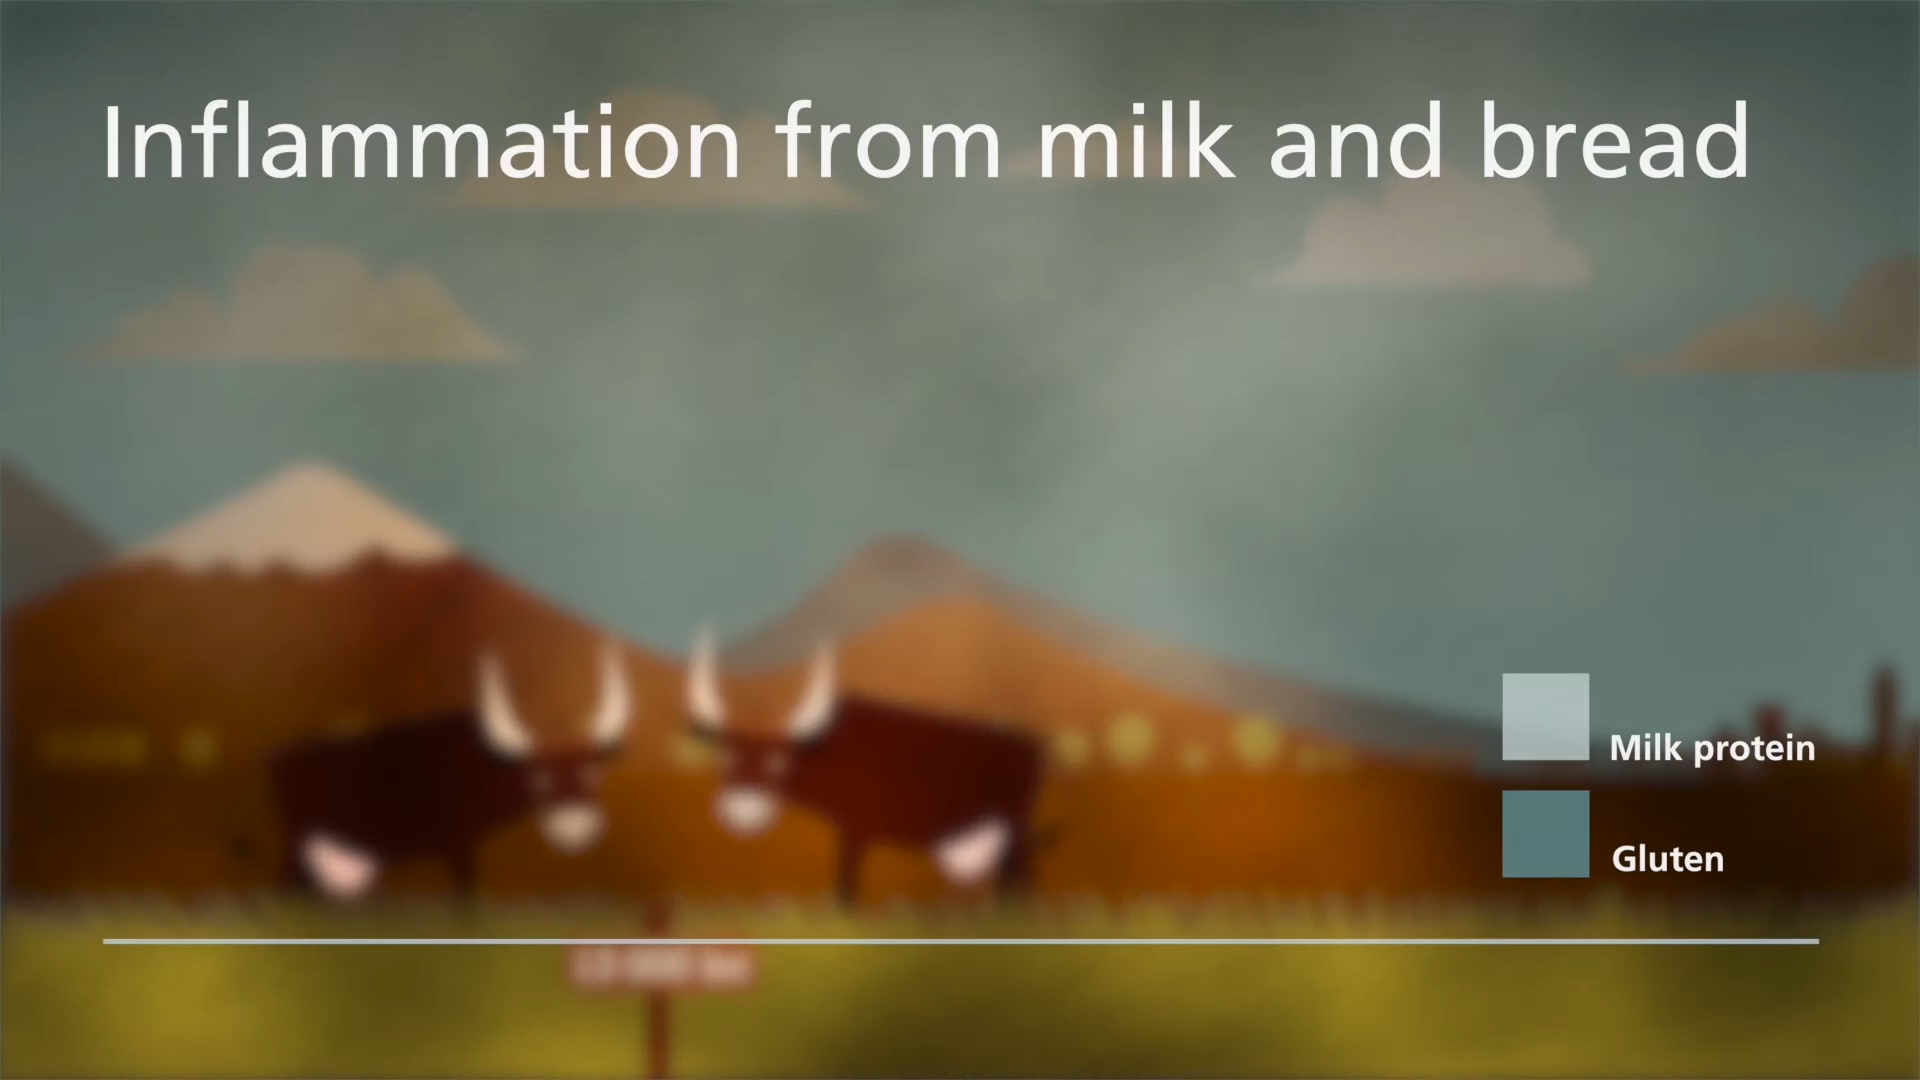 Inflammation from milk and bread
Milk protein
Gluten